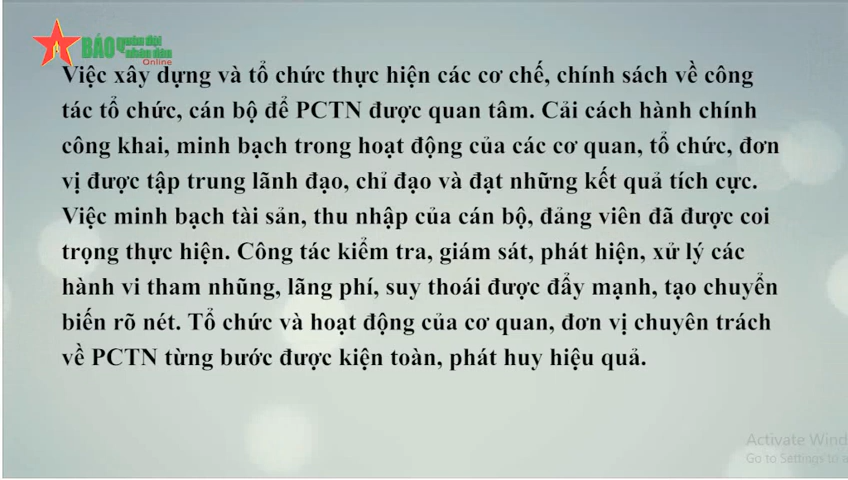 BÁO Quân đội nhân dân
Online
Việc xây dựng và tổ chức thực hiện các cơ chế, chính sách về công
tác tổ chức, cán bộ để PCTN được quan tâm. Cải cách hành chính
công khai, minh bạch trong hoạt động của các cơ quan, tổ chức, đơn
vị được tập trung lãnh đạo, chỉ đạo và đạt những kết quả tích cực.
Việc minh bạch tài sản, thu nhập của cán bộ, đảng viên đã được coi
trọng thực hiện. Công tác kiểm tra, giám sát, phát hiện, xử lý các
hành vi tham nhũng, lãng phí, suy thoái được đẩy mạnh, tạo chuyển
biến rõ nét. Tổ chức và hoạt động của cơ quan, đơn vị chuyên trách
về PCTN từng bước được kiện toàn, phát huy hiệu quả.
Activate Wind
Go to Settings to a